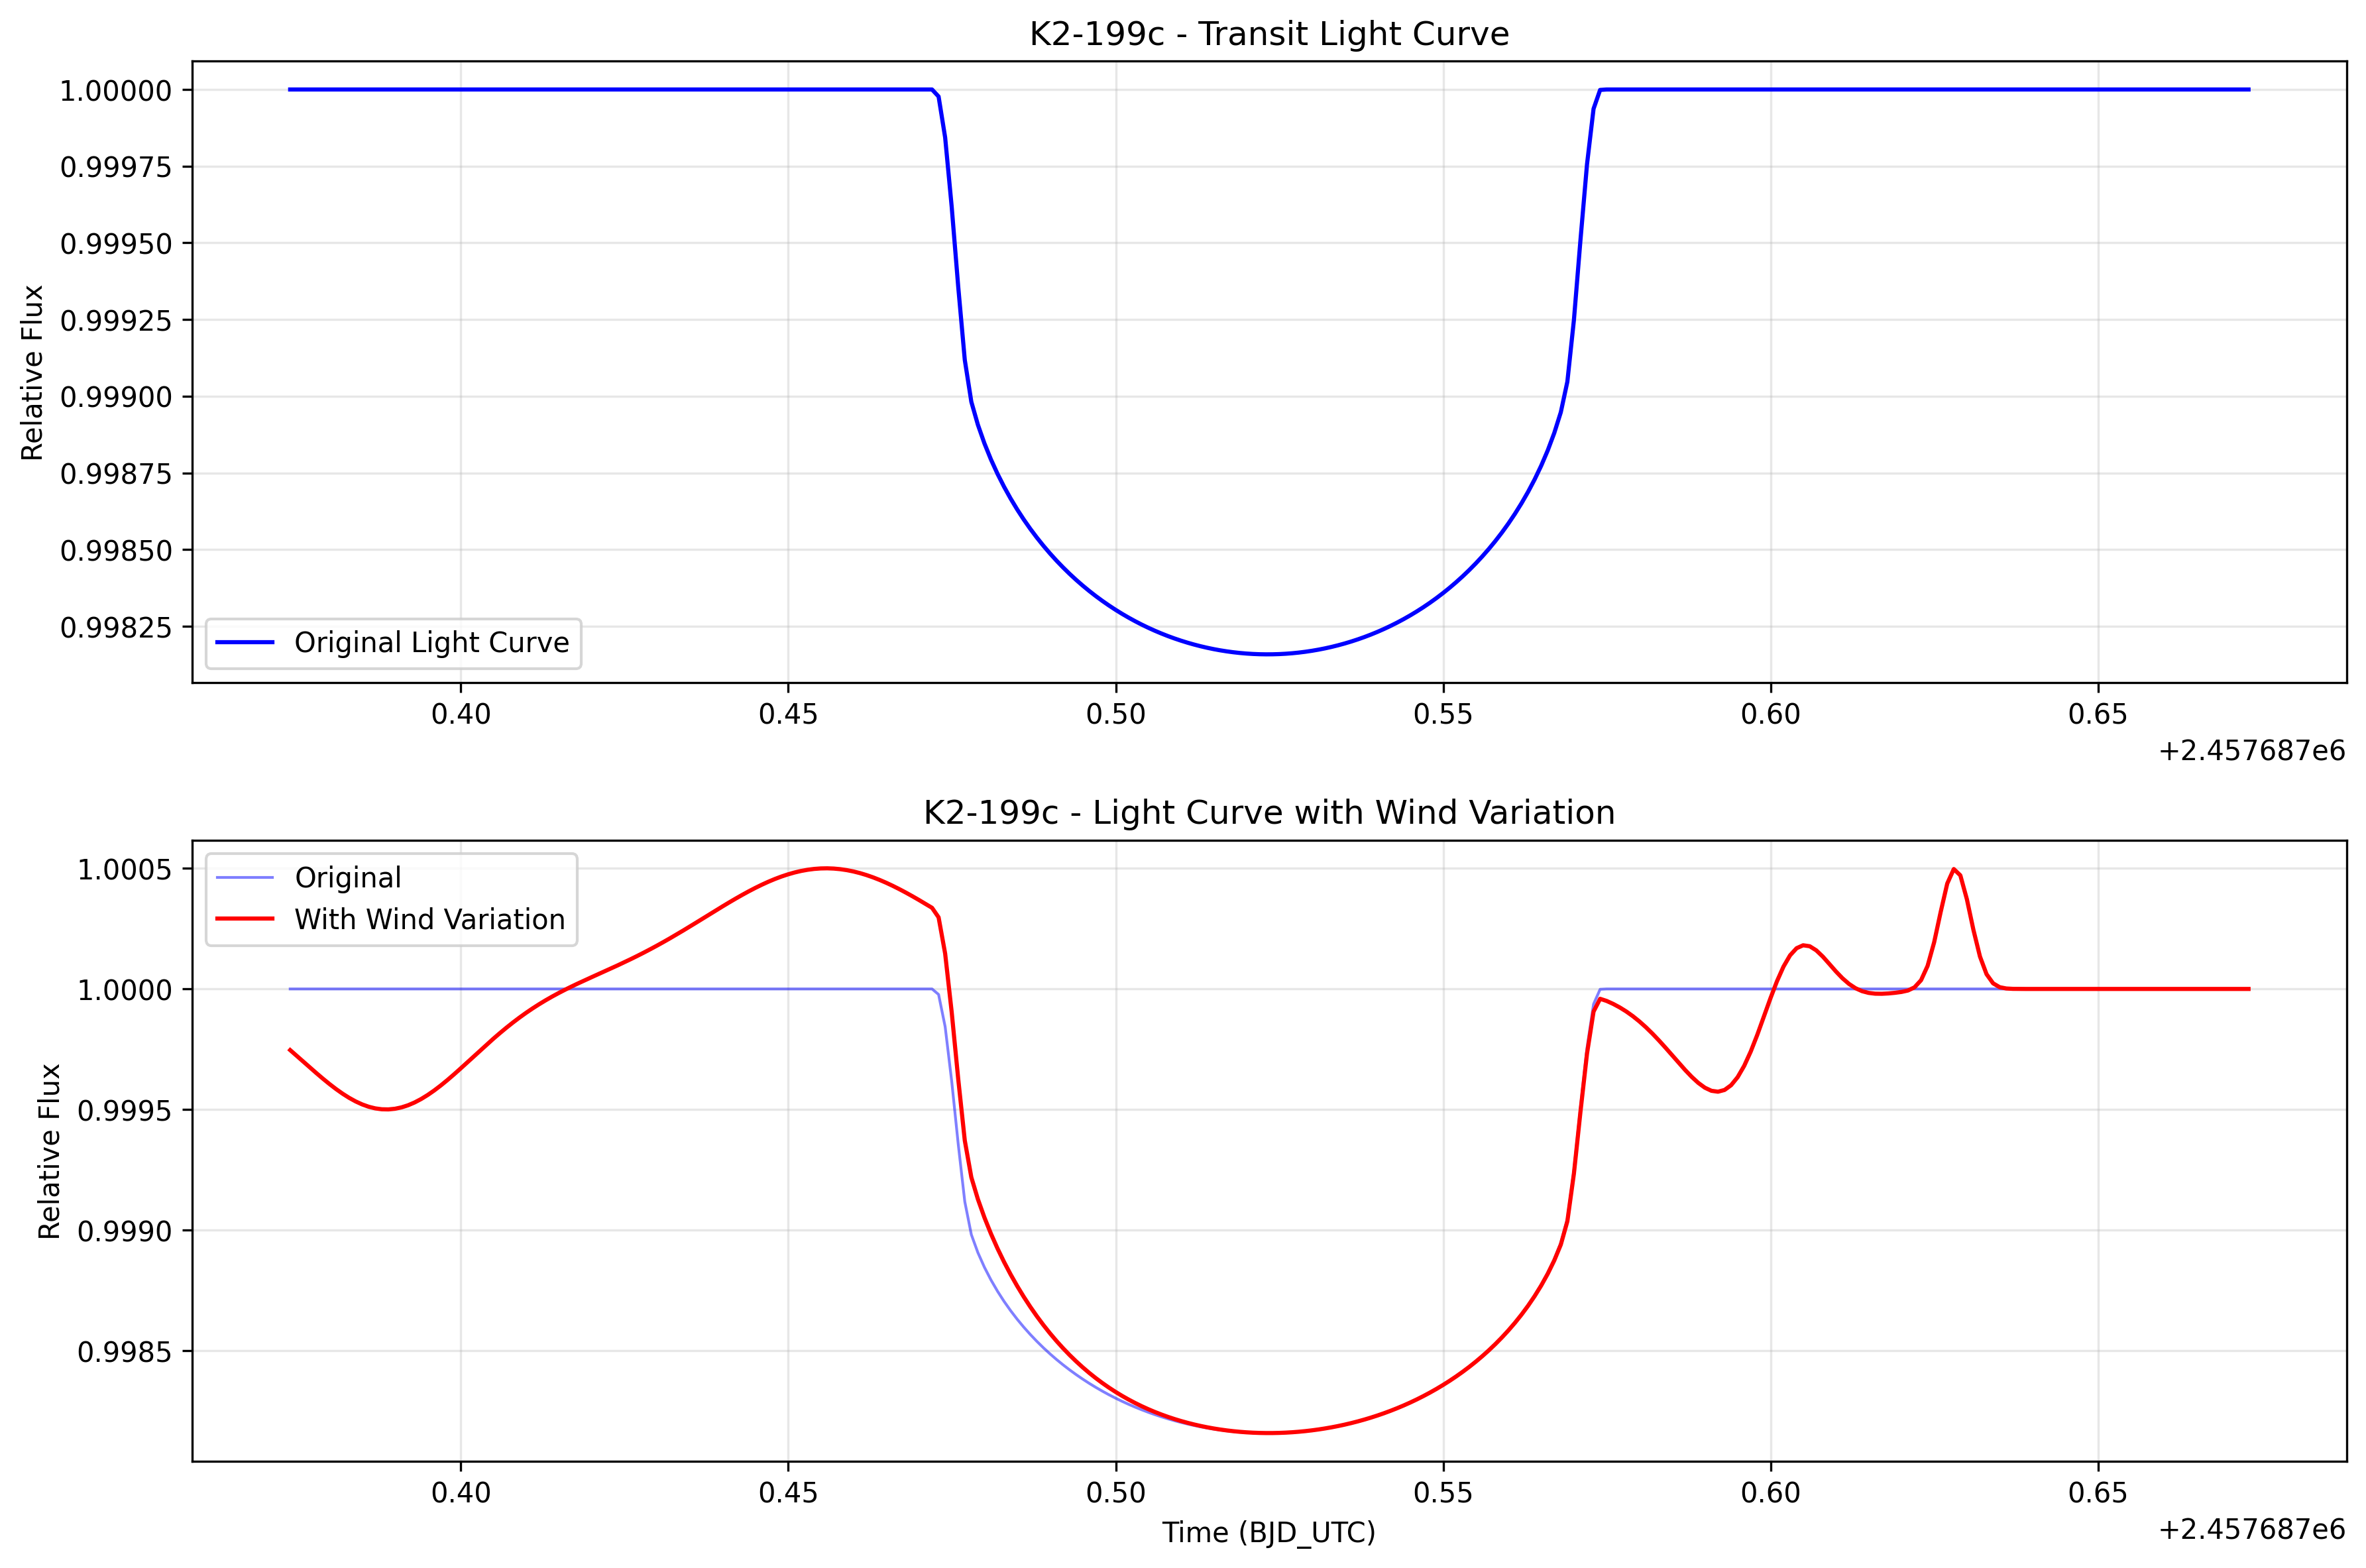 K2-199c - Transit Light Curve
1.00000
0.99975
0.99950
0.99925
0.99900
0.99875
0.99850
0.99825
Relative Flux
Original Light Curve
0.40 0.45 0.50 0.55 0.60 0.65
+2.457687e6
K2-199c - Light Curve with Wind Variation
1.0005
1.0000
0.9995
0.9990
0.9985
Relative Flux
Original
With Wind Variation
0.40 0.45 0.50 0.55 0.60 0.65
Time (BJD_UTC)
+2.457687e6